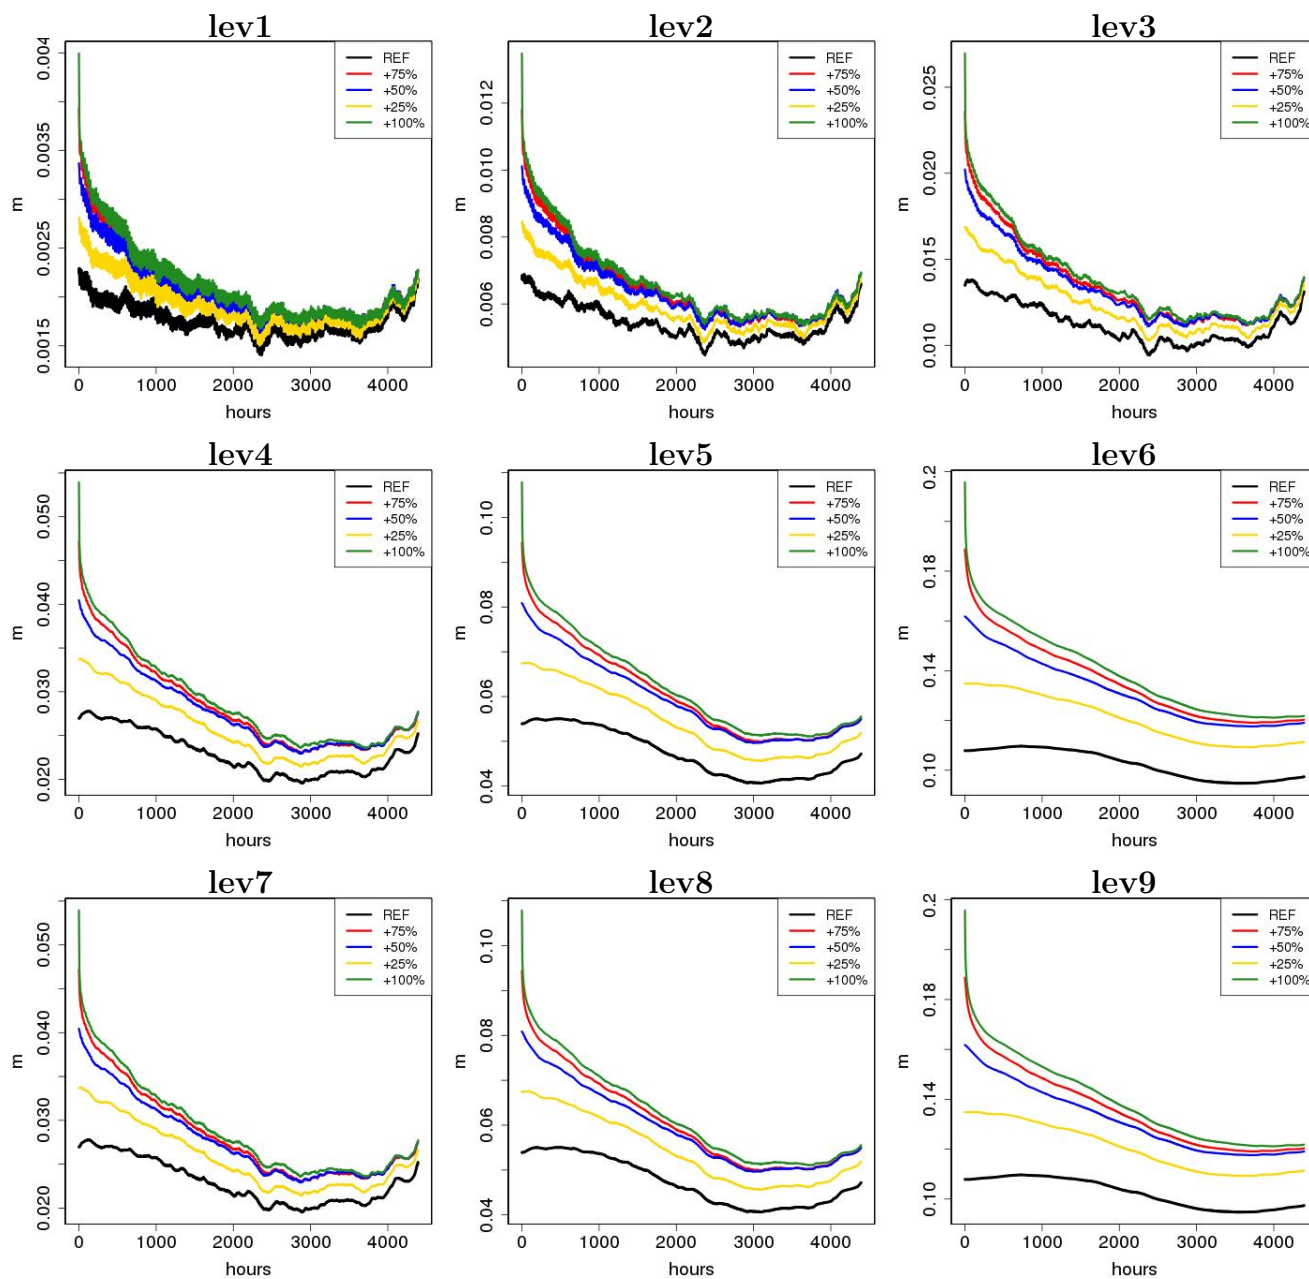 lev1
0.004
0.0035
0.0025
0.0015
m
REF
+75%
+50%
+25%
+100%
0 1000 2000 3000 4000
hours
lev2
0.012
0.010
0.008
0.006
m
REF
+75%
+50%
+25%
+100%
0 1000 2000 3000 4000
hours
lev3
0.025
0.020
0.015
0.010
m
REF
+75%
+50%
+25%
+100%
0 1000 2000 3000 4000
hours
lev4
0.050
0.040
0.030
0.020
m
REF
+75%
+50%
+25%
+100%
0 1000 2000 3000 4000
hours
lev5
0.10
0.08
0.06
0.04
m
REF
+75%
+50%
+25%
+100%
0 1000 2000 3000 4000
hours
lev6
0.2
0.18
0.14
0.10
m
REF
+75%
+50%
+25%
+100%
0 1000 2000 3000 4000
hours
lev7
0.050
0.040
0.030
0.020
m
REF
+75%
+50%
+25%
+100%
0 1000 2000 3000 4000
hours
lev8
0.10
0.08
0.06
0.04
m
REF
+75%
+50%
+25%
+100%
0 1000 2000 3000 4000
hours
lev9
0.2
0.18
0.14
0.10
m
REF
+75%
+50%
+25%
+100%
0 1000 2000 3000 4000
hours